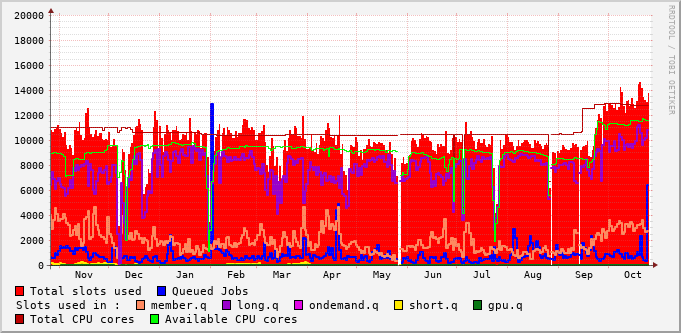 20000
18000
16000
14000
12000
10000
8000
6000
4000
2000
0
Nov Dec Jan Feb Mar Apr May Jun Jul Aug Sep Oct
Total slots used Queued Jobs
Slots used in : member.q long.q ondemand.q short.q gpu.q
Total CPU cores Available CPU cores
RRDTOOL / TOBI OETIKER